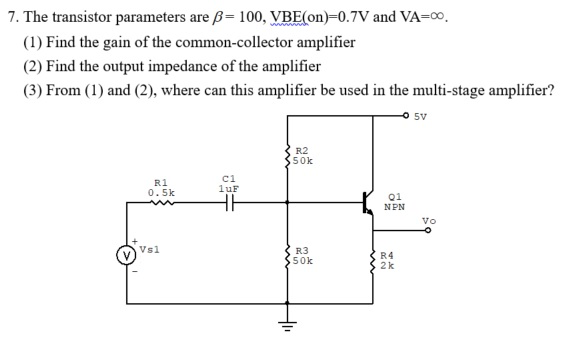 7. The transistor parameters are β= 100, VBE(on)=0.7V and VA=∞.
(1) Find the gain of the common-collector amplifier
(2) Find the output impedance of the amplifier
(3) From (1) and (2), where can this amplifier be used in the multi-stage amplifier?
5V
R2
50k
R1
0.5k
C1
1uF
Q1
NPN
Vo
+
V
Vs1
-
R3
50k
R4
2k